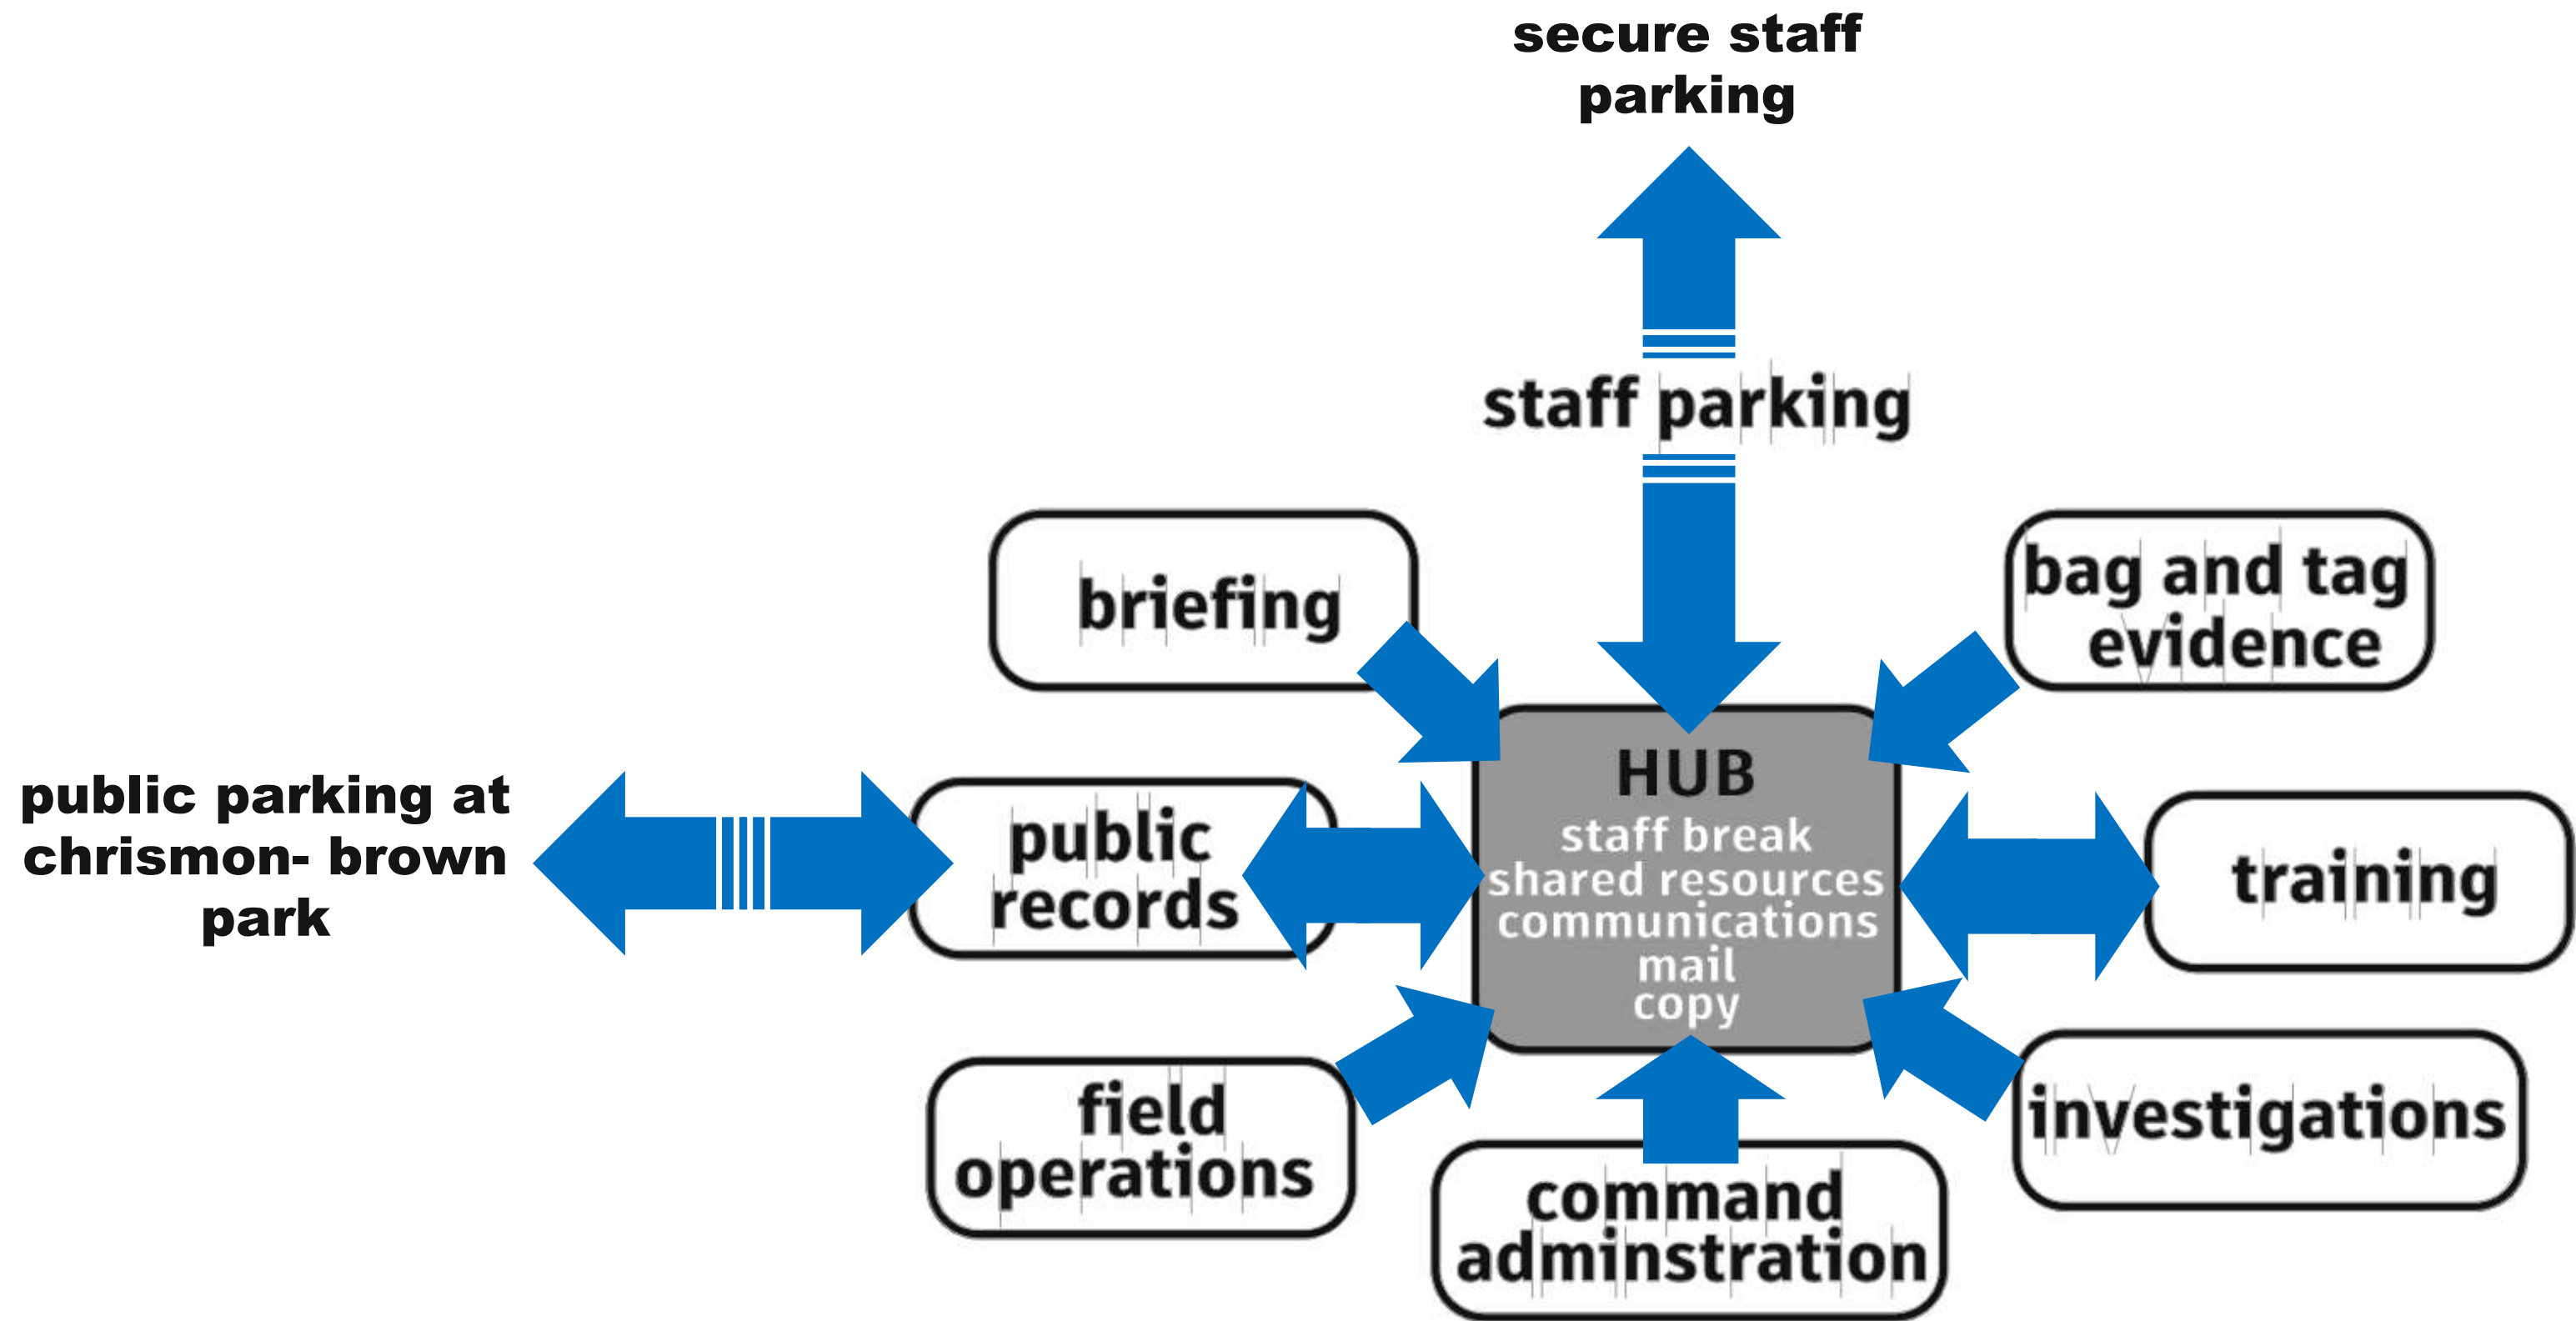 secure staff
parking
staff parking
briefing
bag and tag
evidence
public parking at
chrismon- brown
park
public
records
HUB
staff break
shared resources
communications
mail
copy
training
field
operations
command
adminstration
investigations